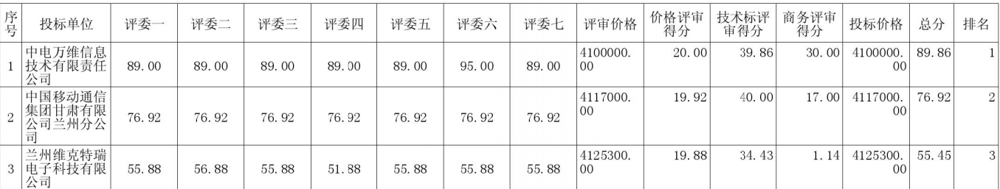 序号 投标单位 评委一 评委二 评委三 评委四 评委五 评委六 评委七 评审价格 价格评审得分 技术标评审得分 商务评审得分 投标价格 总分 排名
1 中电万维信息技术有限责任公司 89.00 89.00 89.00 89.00 89.00 95.00 89.00 4100000.00 20.00 39.86 30.00 4100000.00 89.86 1
2 中国移动通信集团甘肃有限公司兰州分公司 76.92 76.92 76.92 76.92 76.92 76.92 76.92 4117000.00 19.92 40.00 17.00 4117000.00 76.92 2
3 兰州维克特瑞电子科技有限公司 55.88 56.88 55.88 51.88 55.88 55.88 55.88 4125300.00 19.88 34.43 1.14 4125300.00 55.45 3